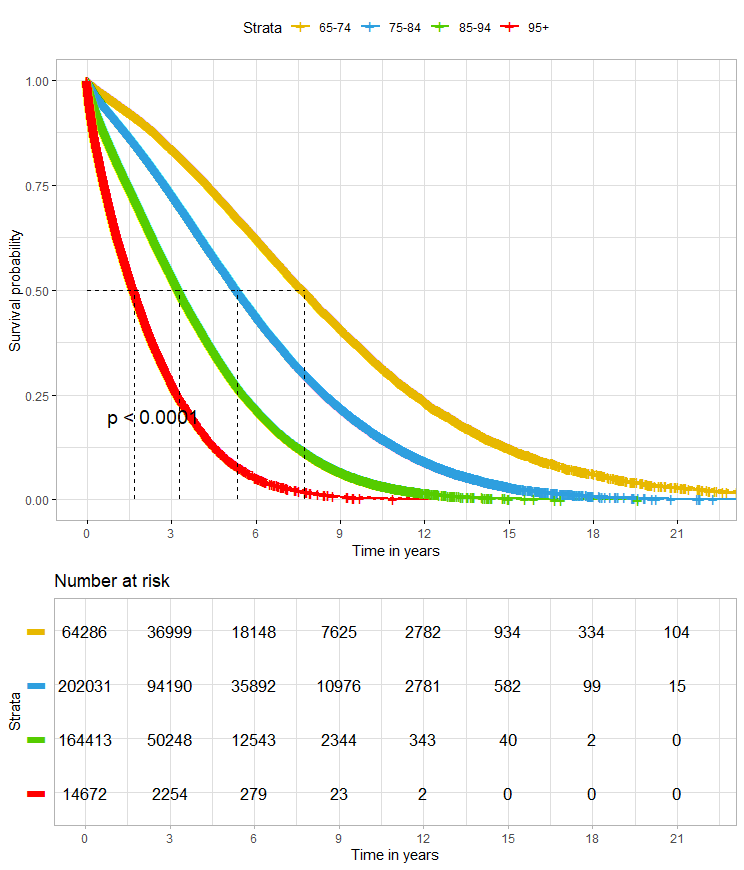 Strata 65-74 75-84 85-94 95+
1.00
0.75
0.50
0.25
0.00
Survival probability
p < 0.0001
0 3 6 9 12 15 18 21
Time in years
Number at risk
Strata
64286 36999 18148 7625 2782 934 334 104
202031 94190 35892 10976 2781 582 99 15
164413 50248 12543 2344 343 40 2 0
14672 2254 279 23 2 0 0 0
0 3 6 9 12 15 18 21
Time in years